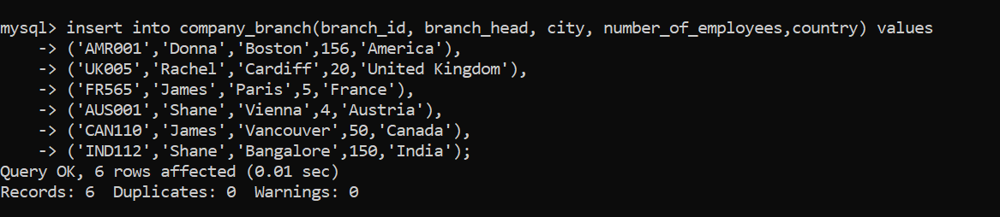 mysql> insert into company_branch(branch_id, branch_head, city, number_of_employees,country) values
    -> ('AMR001','Donna','Boston',156,'America'),
    -> ('UK005','Rachel','Cardiff',20,'United Kingdom'),
    -> ('FR565','James','Paris',5,'France'),
    -> ('AUS001','Shane','Vienna',4,'Austria'),
    -> ('CAN110','James','Vancouver',50,'Canada'),
    -> ('IND112','Shane','Bangalore',150,'India');
Query OK, 6 rows affected (0.01 sec)
Records: 6  Duplicates: 0  Warnings: 0